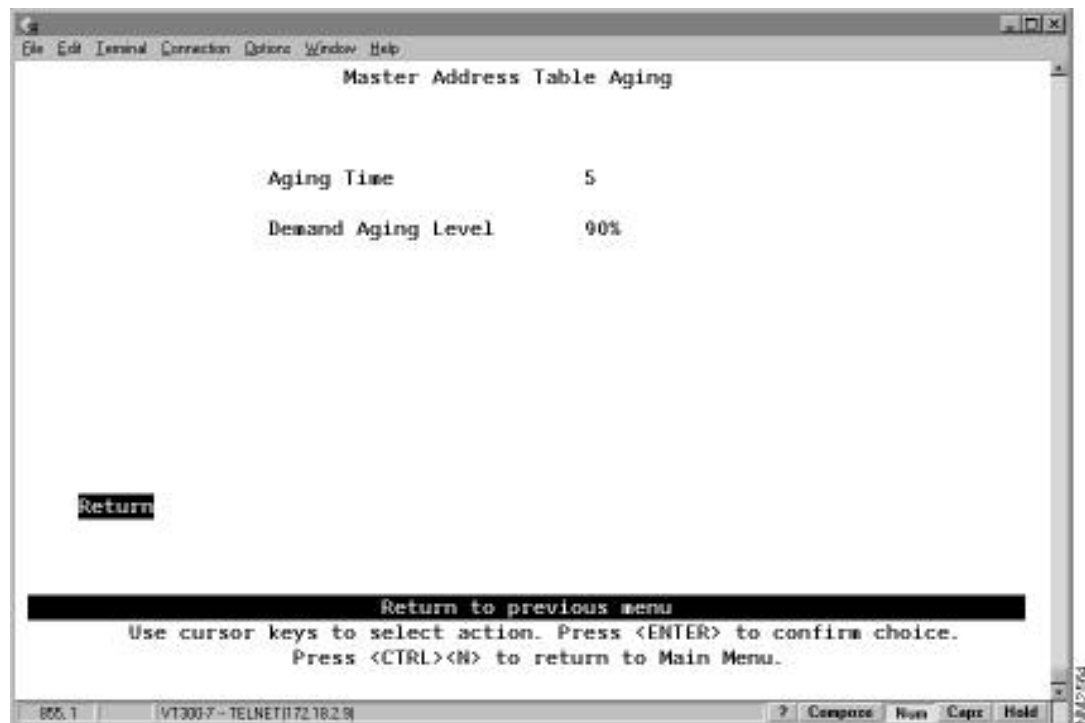 File Edit Terminal Connection Options Window Help
Master Address Table Aging
Aging Time 5
Demand Aging Level 90%
Return
Return to previous menu
Use cursor keys to select action. Press <ENTER> to confirm choice.
Press <CTRL><N> to return to Main Menu.
855, 1 VT300-7 -- TELNET(172.18.2.9) ? Compose Num Caps Hold